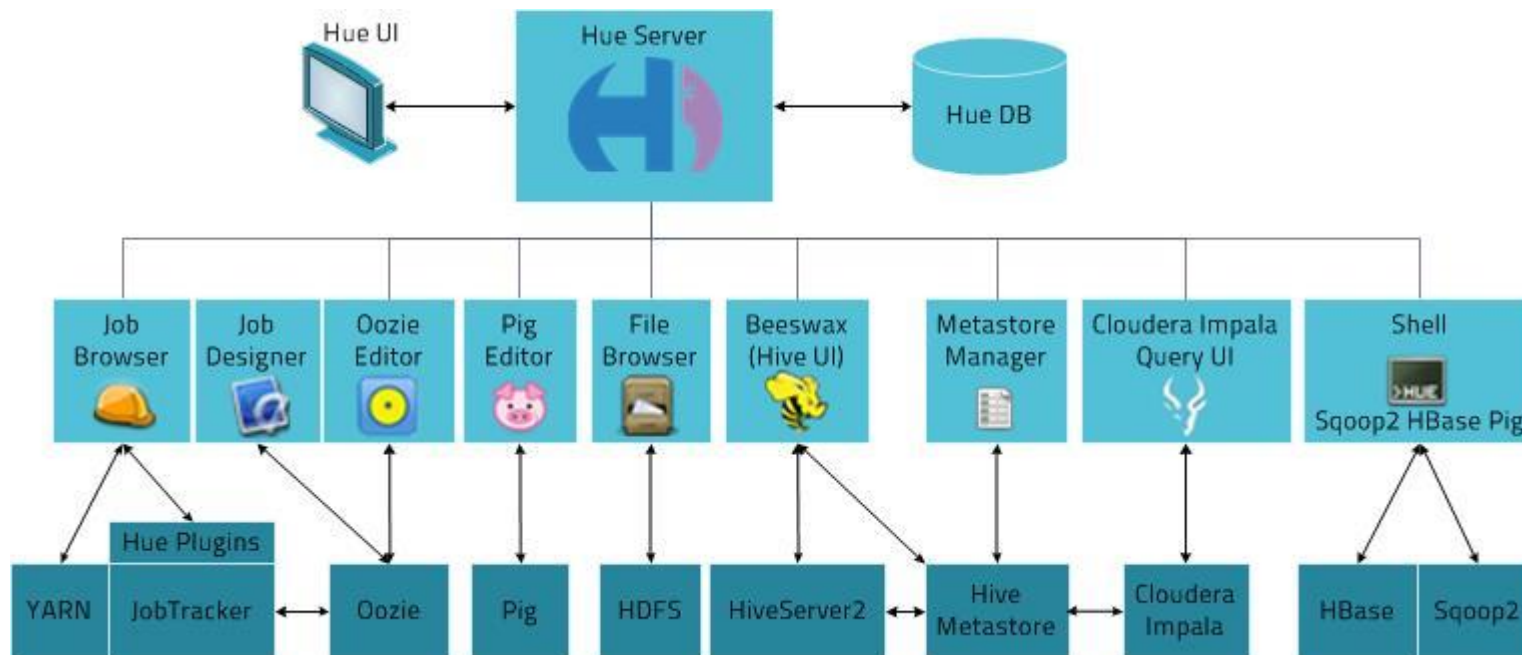 Hue UI
Hue Server
Hue DB
Job
Browser
Job
Designer
Oozie
Editor
Pig
Editor
File
Browser
Beeswax
(Hive UI)
Metastore
Manager
Cloudera Impala
Query UI
Shell
>HUE
Sqoop2 HBase Pig
Hue Plugins
YARN
JobTracker
Oozie
Pig
HDFS
HiveServer2
Hive
Metastore
Cloudera
Impala
HBase
Sqoop2